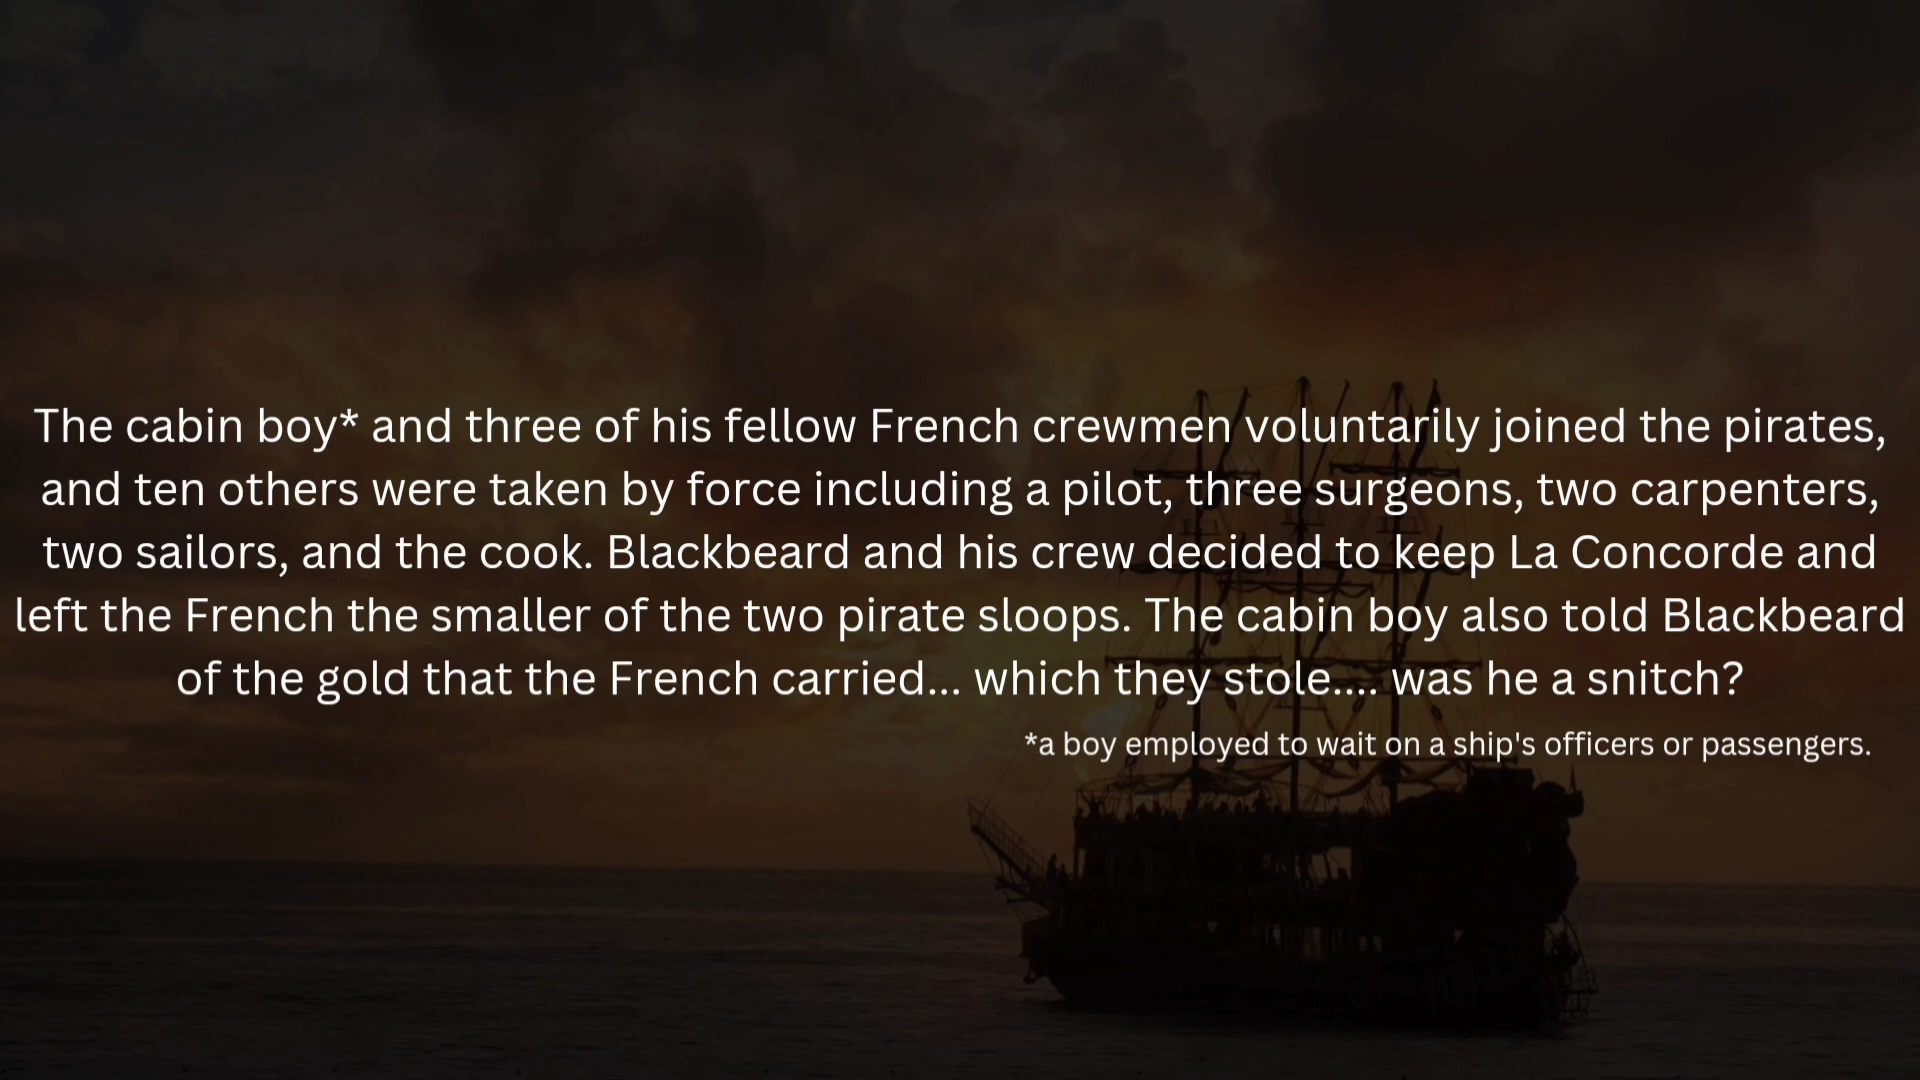 The cabin boy* and three of his fellow French crewmen voluntarily joined the pirates,
and ten others were taken by force including a pilot, three surgeons, two carpenters,
two sailors, and the cook. Blackbeard and his crew decided to keep La Concorde and
left the French the smaller of the two pirate sloops. The cabin boy also told Blackbeard
of the gold that the French carried... which they stole.... was he a snitch?
*a boy employed to wait on a ship's officers or passengers.